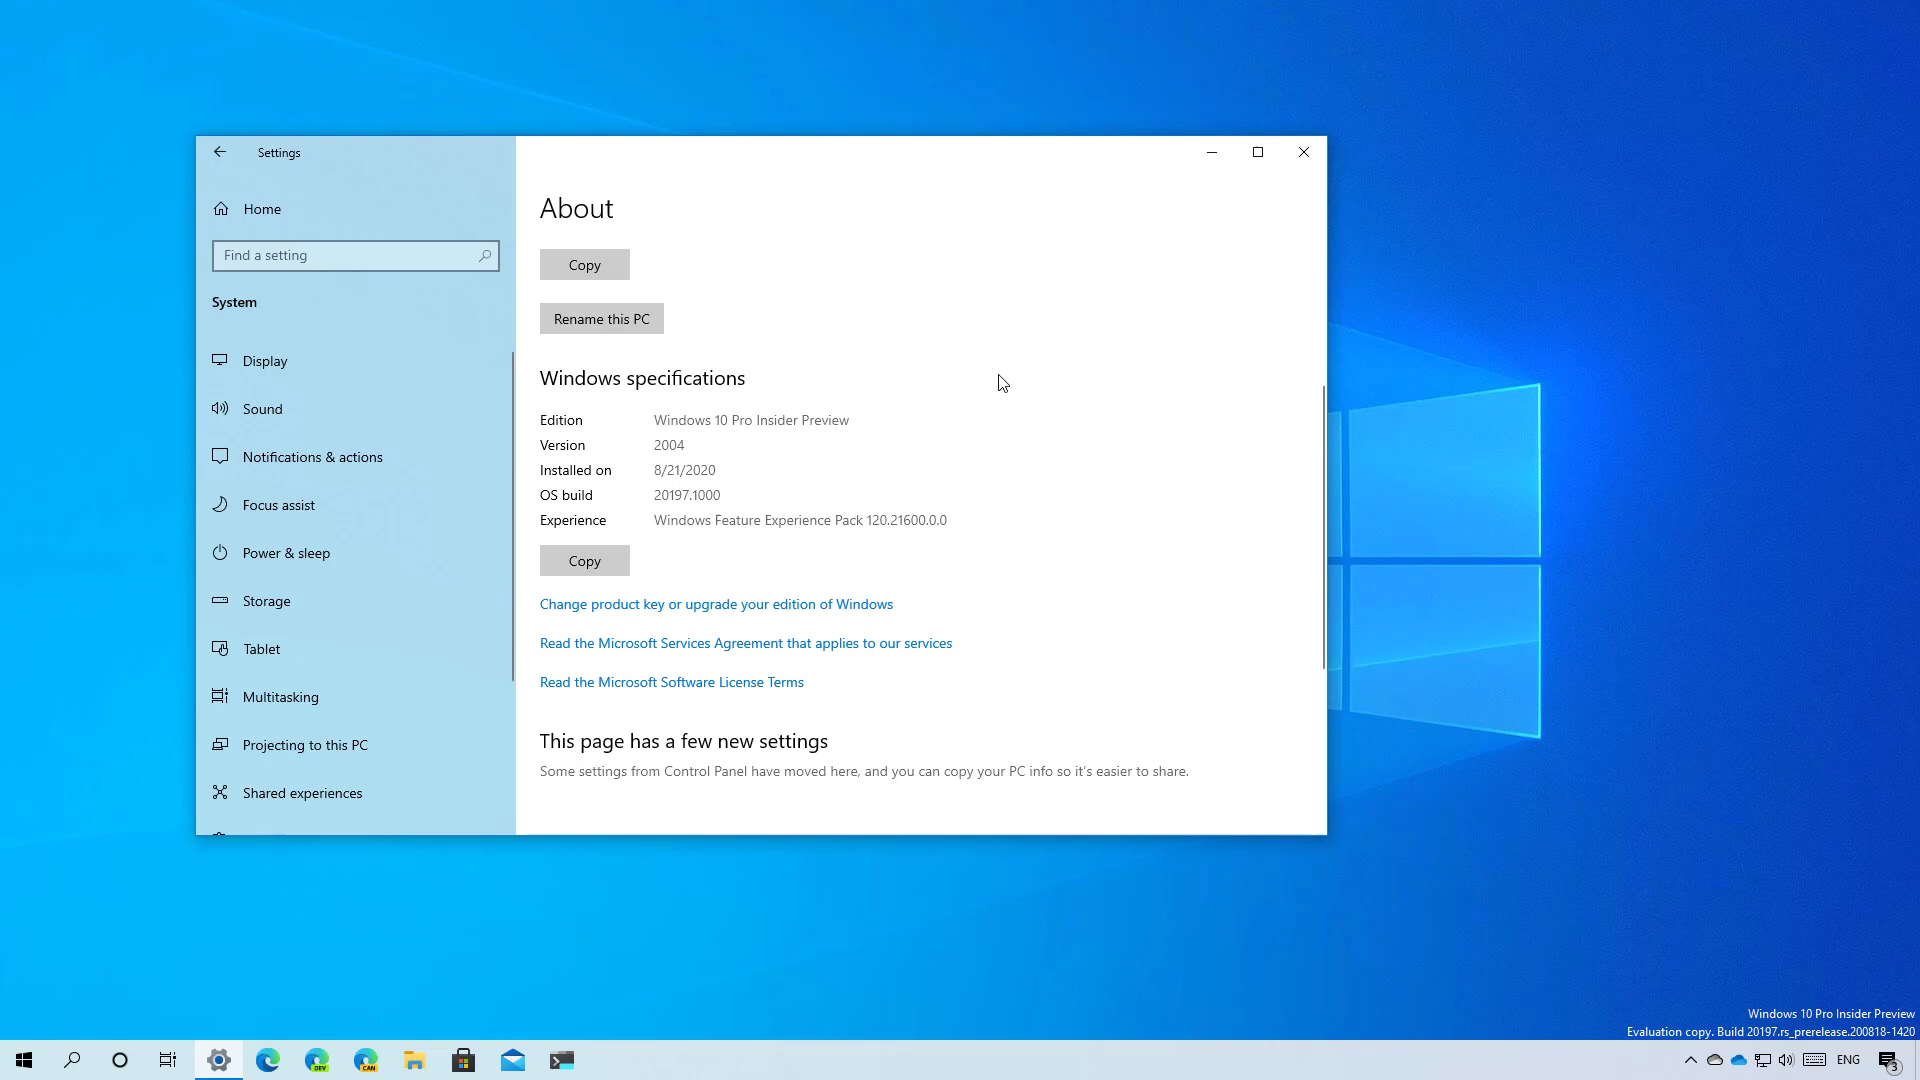 Settings
Home
Find a setting
System
Display
Sound
Notifications & actions
Focus assist
Power & sleep
Storage
Tablet
Multitasking
Projecting to this PC
Shared experiences
About
Copy
Rename this PC
Windows specifications
Edition Windows 10 Pro Insider Preview
Version 2004
Installed on 8/21/2020
OS build 20197.1000
Experience Windows Feature Experience Pack 120.21600.0.0
Copy
Change product key or upgrade your edition of Windows
Read the Microsoft Services Agreement that applies to our services
Read the Microsoft Software License Terms
This page has a few new settings
Some settings from Control Panel have moved here, and you can copy your PC info so it's easier to share.
Windows 10 Pro Insider Preview
Evaluation copy. Build 20197.rs_prerelease.200818-1420
DEV
CAN
ENG
3